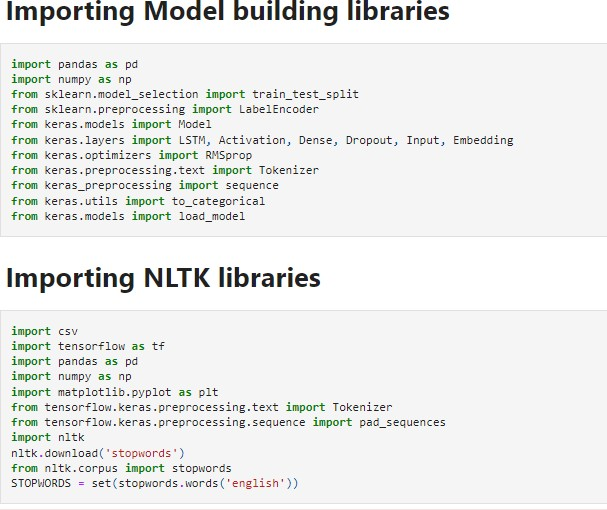 Importing Model building libraries
import pandas as pd
import numpy as np
from sklearn.model_selection import train_test_split
from sklearn.preprocessing import LabelEncoder
from keras.models import Model
from keras.layers import LSTM, Activation, Dense, Dropout, Input, Embedding
from keras.optimizers import RMSprop
from keras.preprocessing.text import Tokenizer
from keras_preprocessing import sequence
from keras.utils import to_categorical
from keras.models import load_model
Importing NLTK libraries
import csv
import tensorflow as tf
import pandas as pd
import numpy as np
import matplotlib.pyplot as plt
from tensorflow.keras.preprocessing.text import Tokenizer
from tensorflow.keras.preprocessing.sequence import pad_sequences
import nltk
nltk.download('stopwords')
from nltk.corpus import stopwords
STOPWORDS = set(stopwords.words('english'))